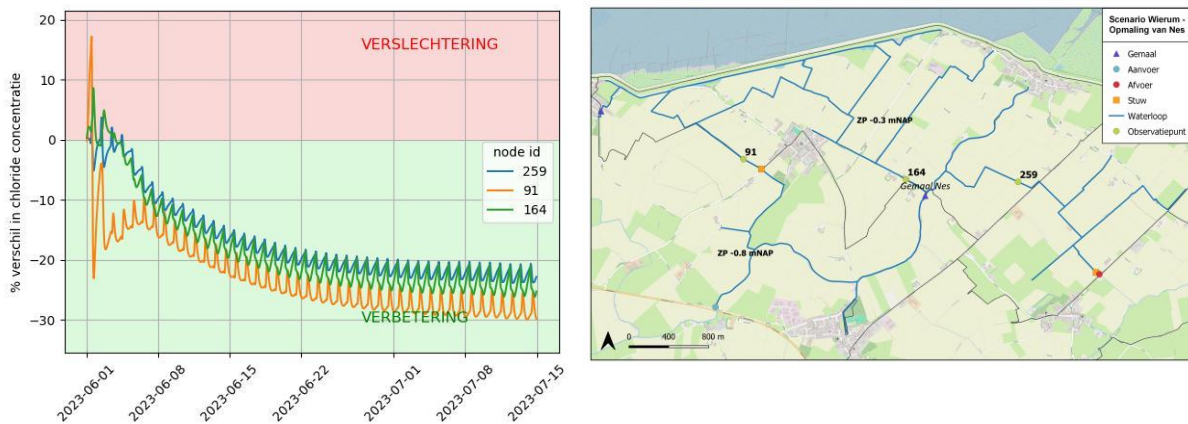 % verschil in chloride concentratie
20
10
0
−10
−20
−30
VERSLECHTERING
VERBETERING
node id
259
91
164
2023-06-01
2023-06-08
2023-06-15
2023-06-22
2023-07-01
2023-07-08
2023-07-15
ZP -0.3 mNAP
91
164
Gemaal Nes
259
ZP -0.8 mNAP
0 400 800 m
Scenario Wierum -
Opmaling van Nes
Gemaal
Aanvoer
Afvoer
Stuw
Waterloop
Observatiepunt